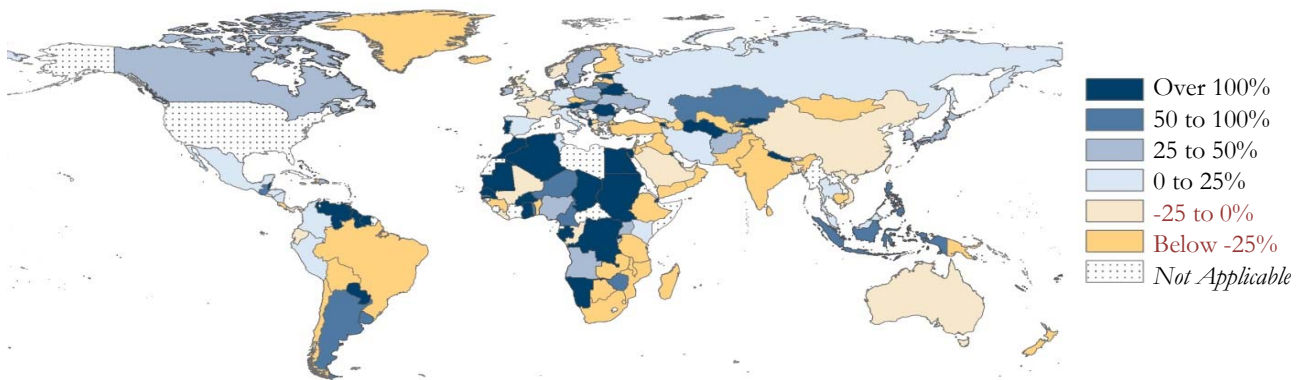 Over 100%
50 to 100%
25 to 50%
0 to 25%
-25 to 0%
Below -25%
Not Applicable